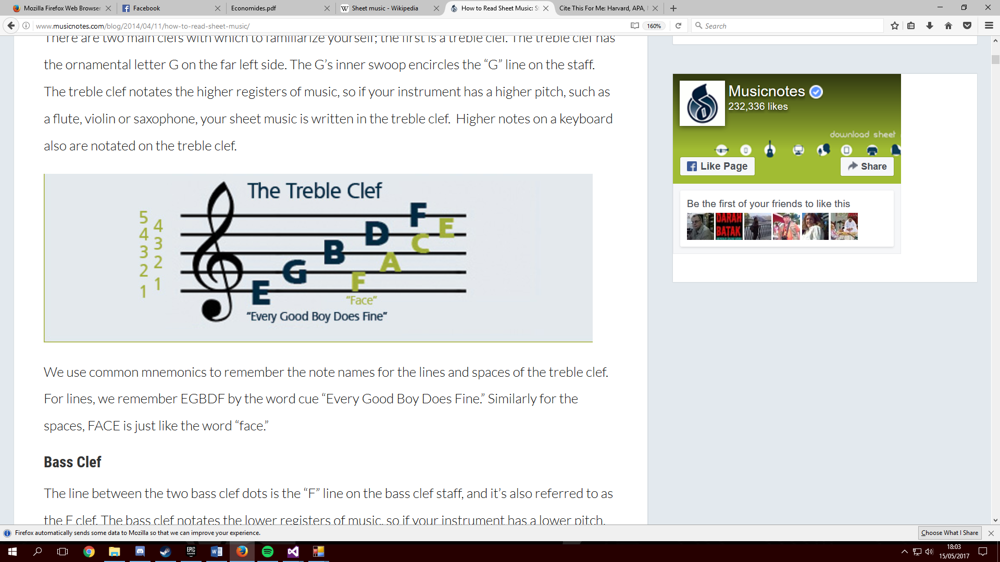 Mozilla Firefox Web Browser
Facebook
Economides.pdf
Sheet music - Wikipedia
How to Read Sheet Music: S
Cite This For Me: Harvard, APA,
www.musicnotes.com/blog/2014/04/11/how-to-read-sheet-music/
160%
Search
There are two main clefs with which to familiarize yourself; the first is a treble clef. The treble clef has
the ornamental letter G on the far left side. The G’s inner swoop encircles the “G” line on the staff.
The treble clef notates the higher registers of music, so if your instrument has a higher pitch, such as
a flute, violin or saxophone, your sheet music is written in the treble clef. Higher notes on a keyboard
also are notated on the treble clef.
The Treble Clef
5
4
3
2
1
4
3
2
1
E
G
B
D
F
F
A
C
E
“Face”
“Every Good Boy Does Fine”
We use common mnemonics to remember the note names for the lines and spaces of the treble clef.
For lines, we remember EGBDF by the word cue “Every Good Boy Does Fine.” Similarly for the
spaces, FACE is just like the word “face.”
Bass Clef
The line between the two bass clef dots is the “F” line on the bass clef staff, and it’s also referred to as
the F clef. The bass clef notates the lower registers of music, so if your instrument has a lower pitch,
Musicnotes
232,336 likes
download sheet
Like Page
Share
Be the first of your friends to like this
DARAH
BATAK
Firefox automatically sends some data to Mozilla so that we can improve your experience.
Choose What I Share
EPIC
GAMES
18:03
15/05/2017